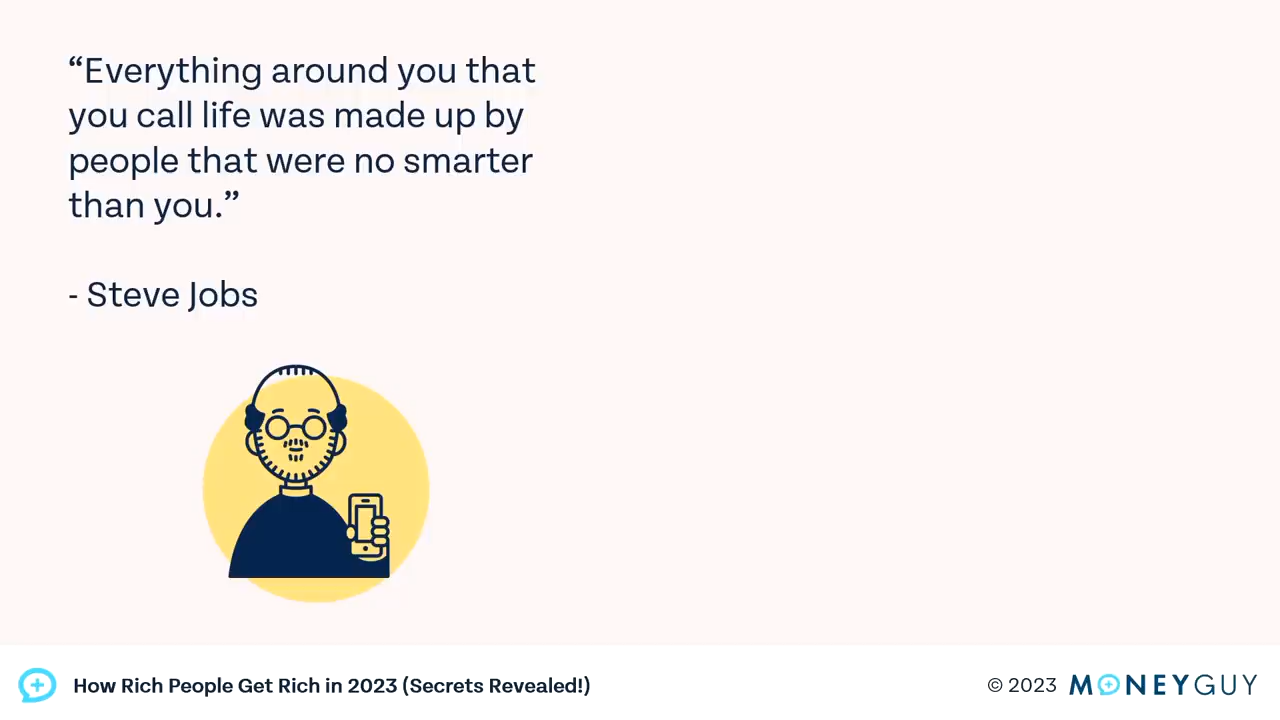 “Everything around you that
you call life was made up by
people that were no smarter
than you.”
- Steve Jobs
How Rich People Get Rich in 2023 (Secrets Revealed!)
© 2023 MONEYGUY